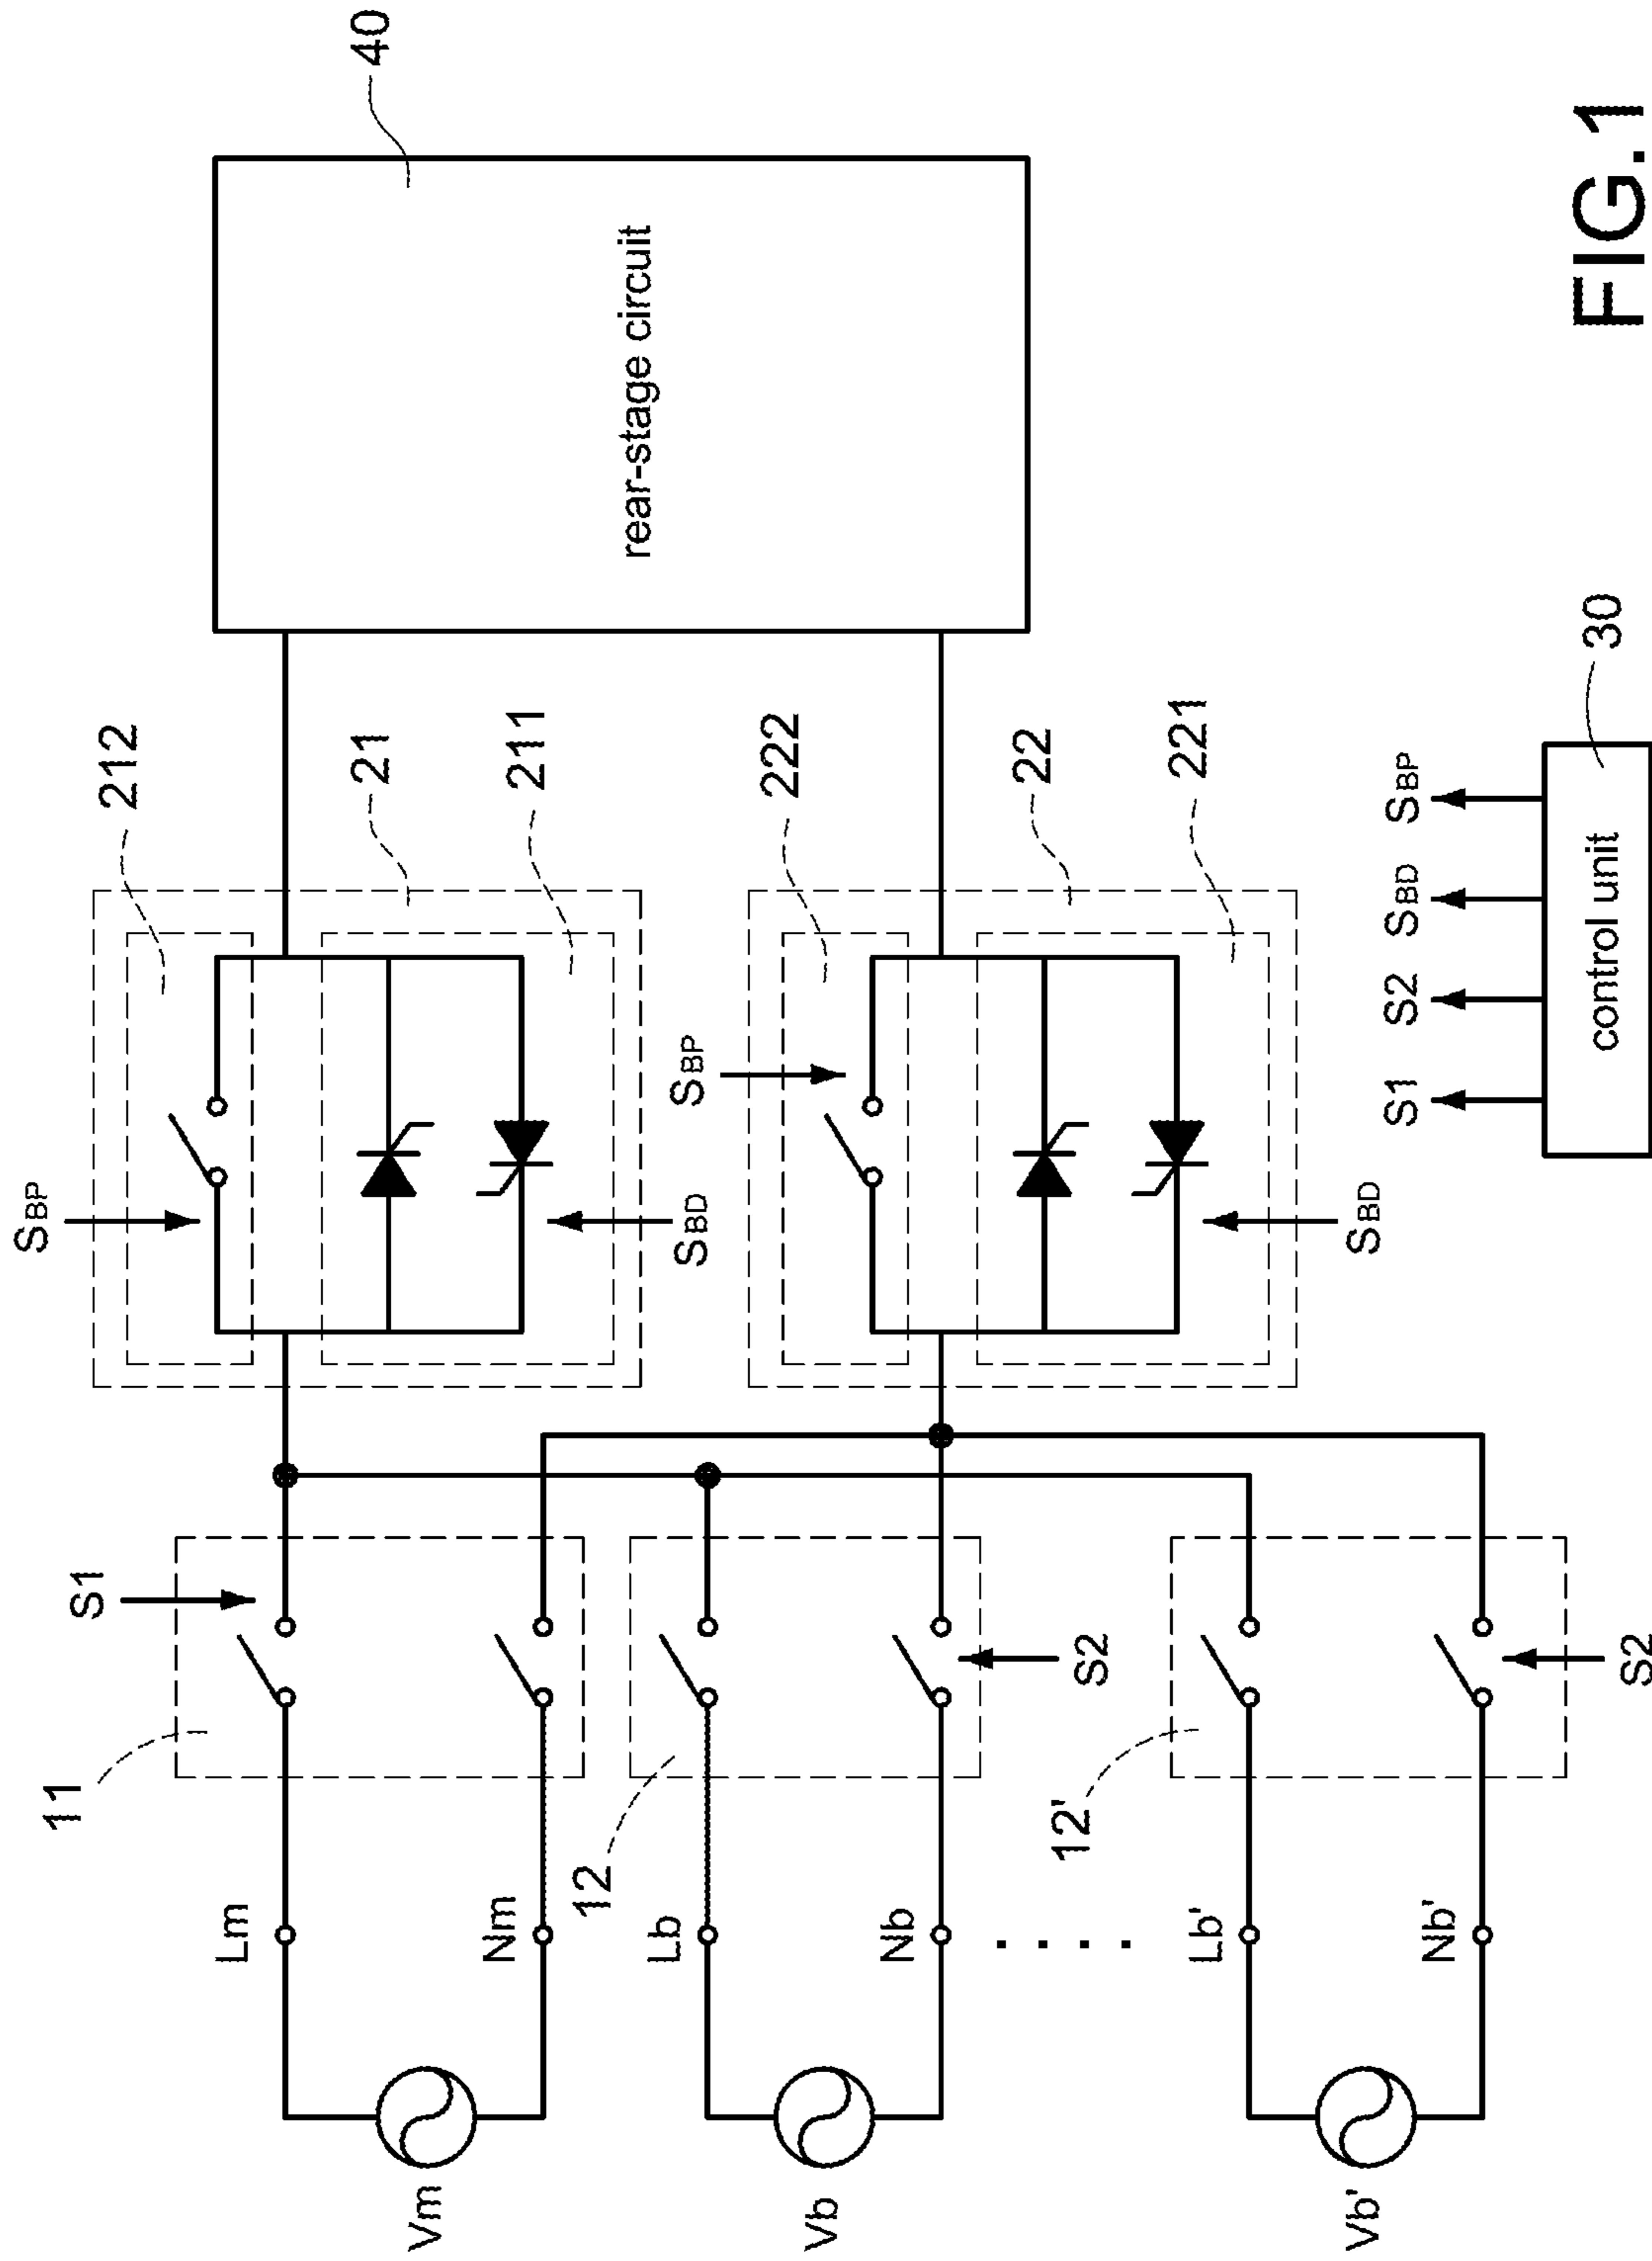 212
SBP
21
211
SBD
S1
11
Lm
Nm
Vm
40
rear-stage circuit
222
SBP
22
221
SBD
12
Lb
Nb
S2
Vb
. . . .
12'
Lb'
Nb'
S2
Vb'
S1
S2
SBD
SBP
control unit
30
FIG.1